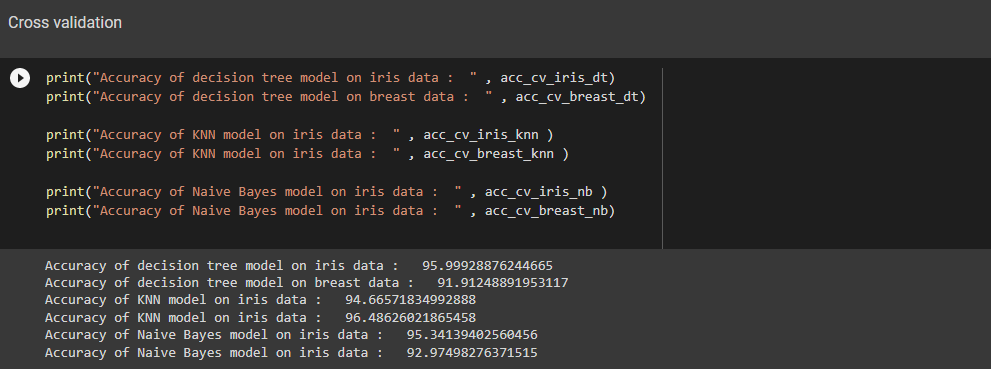 Cross validation
print("Accuracy of decision tree model on iris data :  " , acc_cv_iris_dt)
print("Accuracy of decision tree model on breast data :  " , acc_cv_breast_dt)
print("Accuracy of KNN model on iris data :  " , acc_cv_iris_knn )
print("Accuracy of KNN model on iris data :  " , acc_cv_breast_knn )
print("Accuracy of Naive Bayes model on iris data :  " , acc_cv_iris_nb )
print("Accuracy of Naive Bayes model on iris data :  " , acc_cv_breast_nb)
Accuracy of decision tree model on iris data :   95.99928876244665
Accuracy of decision tree model on breast data :   91.91248891953117
Accuracy of KNN model on iris data :   94.66571834992888
Accuracy of KNN model on iris data :   96.48626021865458
Accuracy of Naive Bayes model on iris data :   95.34139402560456
Accuracy of Naive Bayes model on iris data :   92.97498276371515